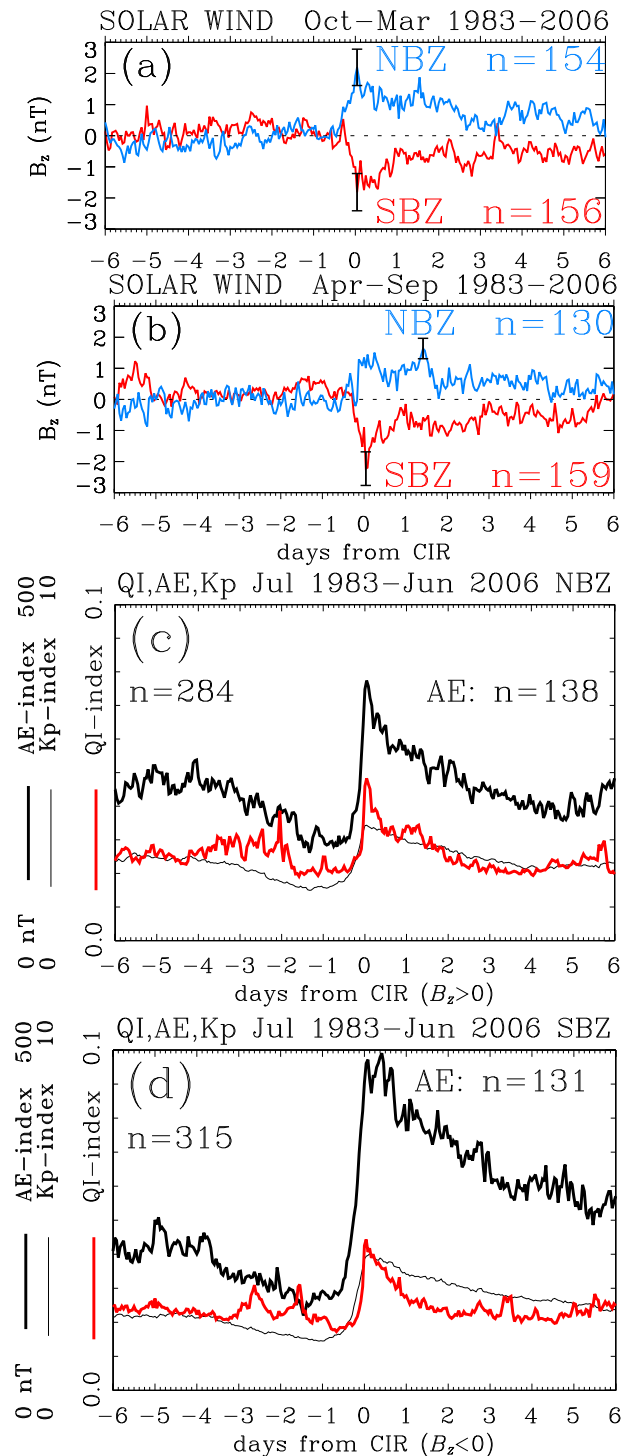 SOLAR WIND Oct-Mar 1983-2006
(a)
NBZ n=154
SBZ n=156
Bz (nT)
3
2
1
0
-1
-2
-3
-6 -5 -4 -3 -2 -1 0 1 2 3 4 5 6
SOLAR WIND Apr-Sep 1983-2006
(b)
NBZ n=130
SBZ n=159
Bz (nT)
3
2
1
0
-1
-2
-3
-6 -5 -4 -3 -2 -1 0 1 2 3 4 5 6
days from CIR
QI,AE,Kp Jul 1983-Jun 2006 NBZ
(c)
n=284
AE: n=138
0 nT AE-index 500
0 Kp-index 10
0.0 QI-index 0.1
-6 -5 -4 -3 -2 -1 0 1 2 3 4 5 6
days from CIR (Bz>0)
QI,AE,Kp Jul 1983-Jun 2006 SBZ
(d)
n=315
AE: n=131
0 nT AE-index 500
0 Kp-index 10
0.0 QI-index 0.1
-6 -5 -4 -3 -2 -1 0 1 2 3 4 5 6
days from CIR (Bz<0)